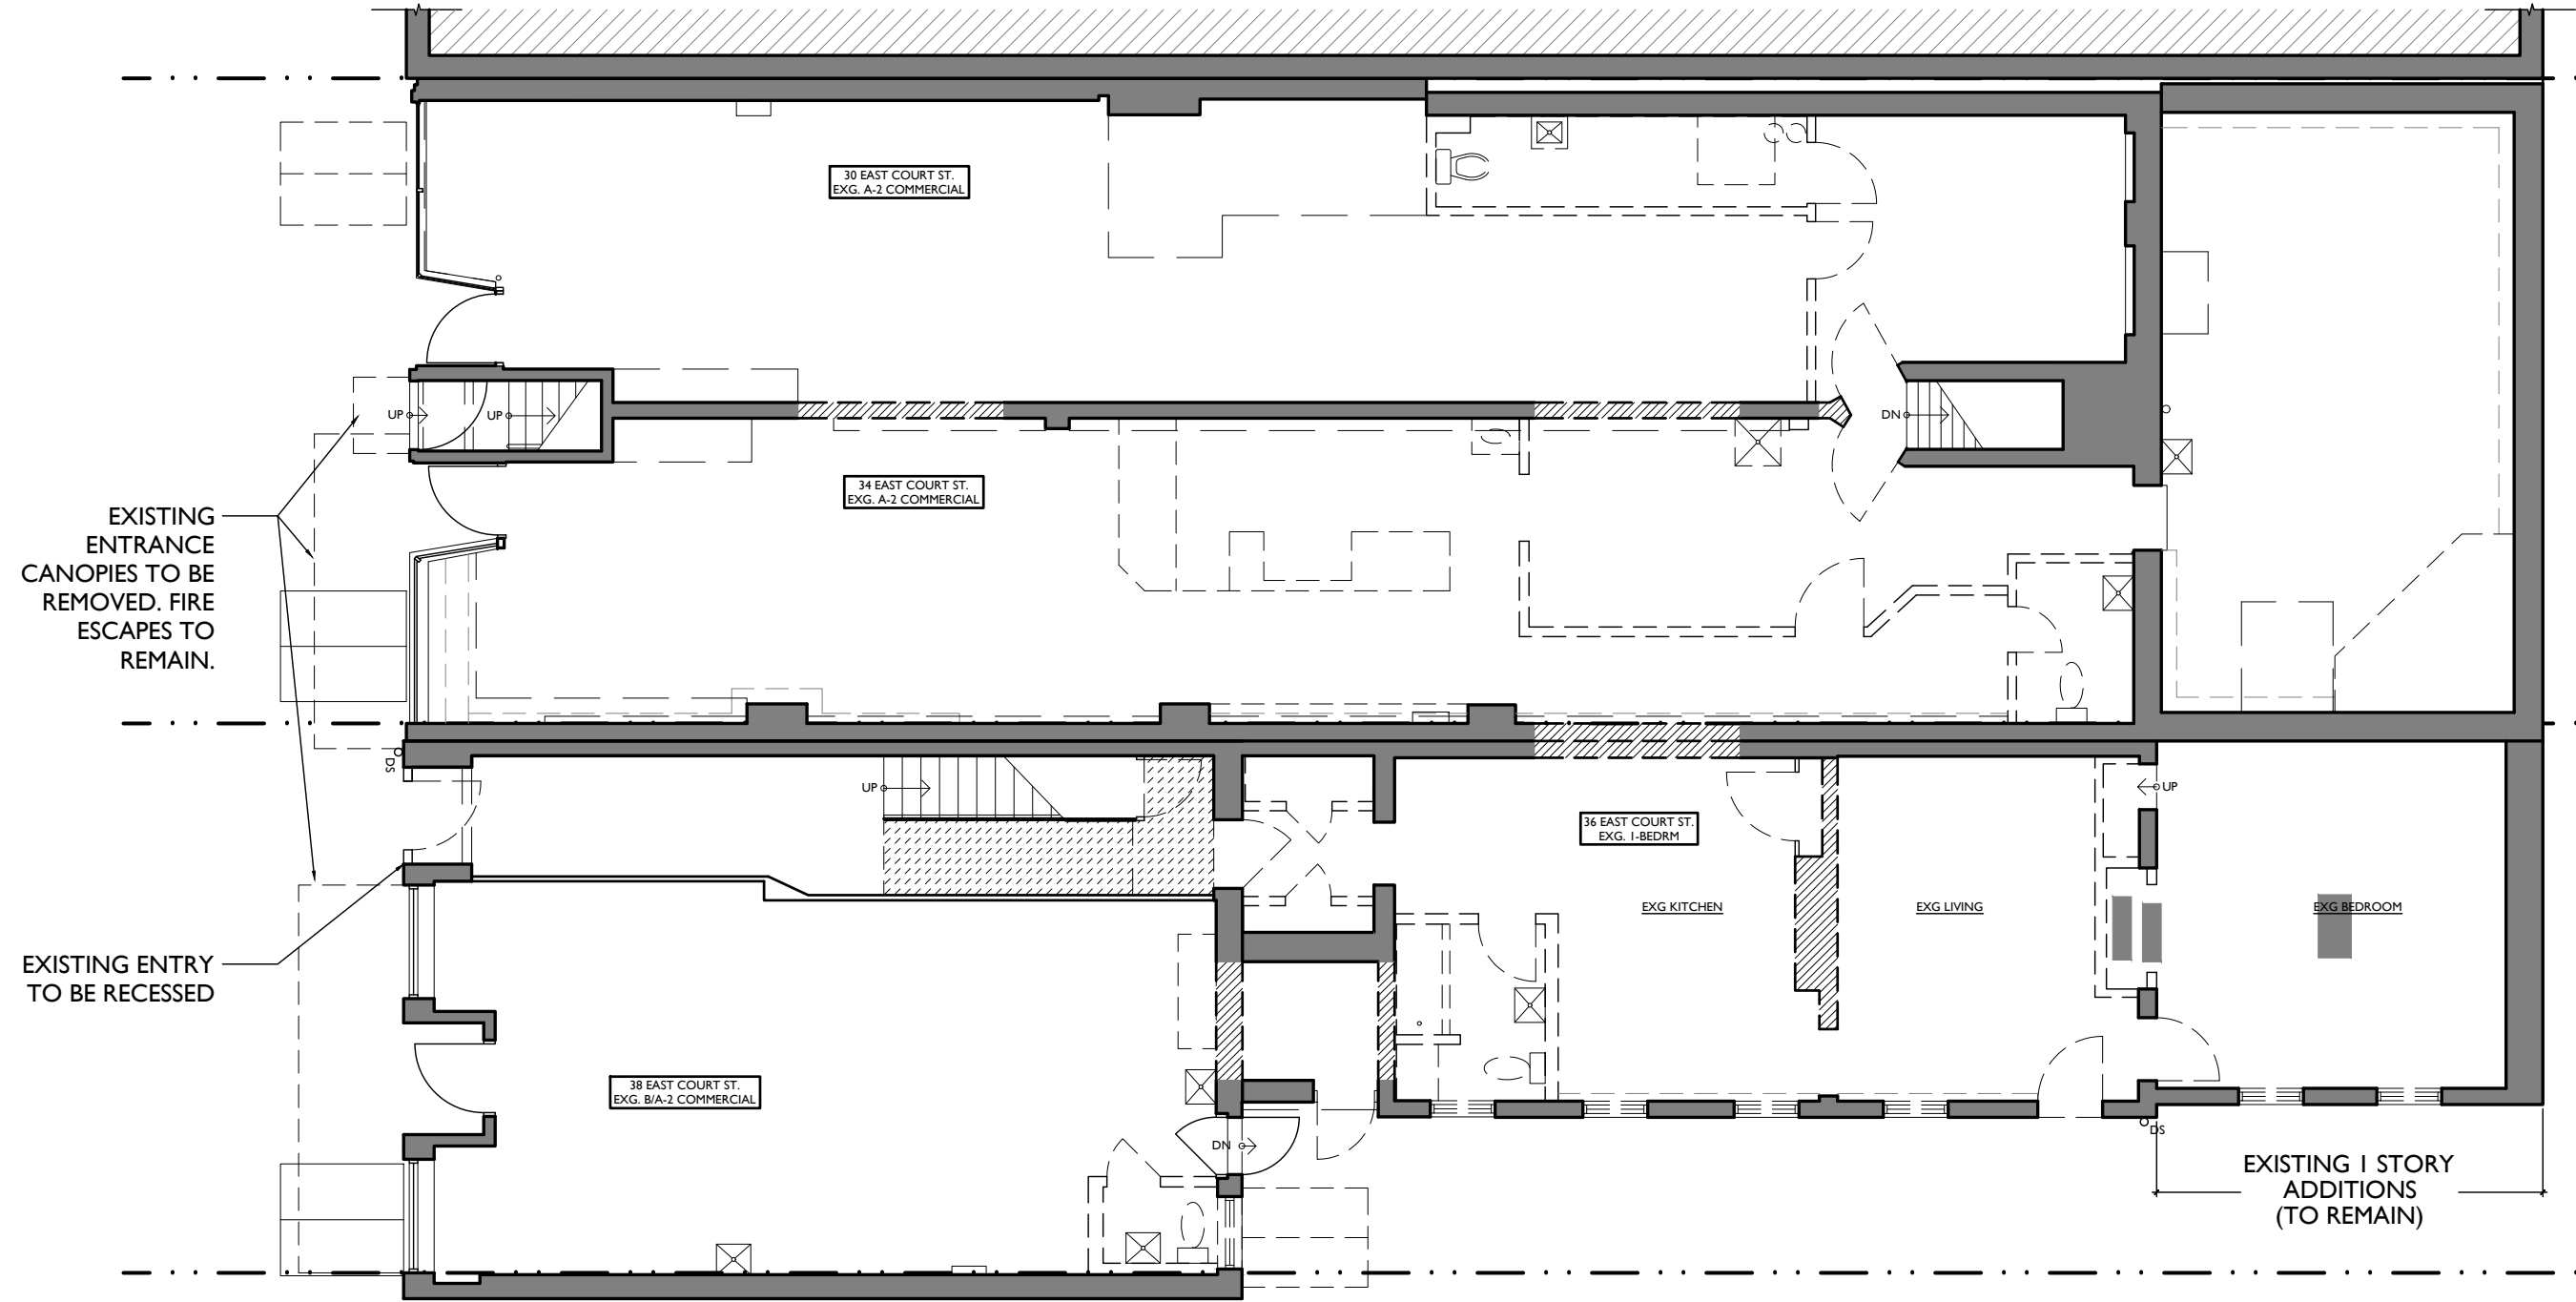 30 EAST COURT ST.
EXG. A-2 COMMERCIAL
UP
UP
DN
34 EAST COURT ST.
EXG. A-2 COMMERCIAL
EXISTING
ENTRANCE
CANOPIES TO BE
REMOVED. FIRE
ESCAPES TO
REMAIN.
DS
UP
UP
36 EAST COURT ST.
EXG. 1-BEDRM
EXG KITCHEN
EXG LIVING
EXG BEDROOM
EXISTING ENTRY
TO BE RECESSED
38 EAST COURT ST.
EXG. B/A-2 COMMERCIAL
DN
DS
EXISTING 1 STORY
ADDITIONS
(TO REMAIN)